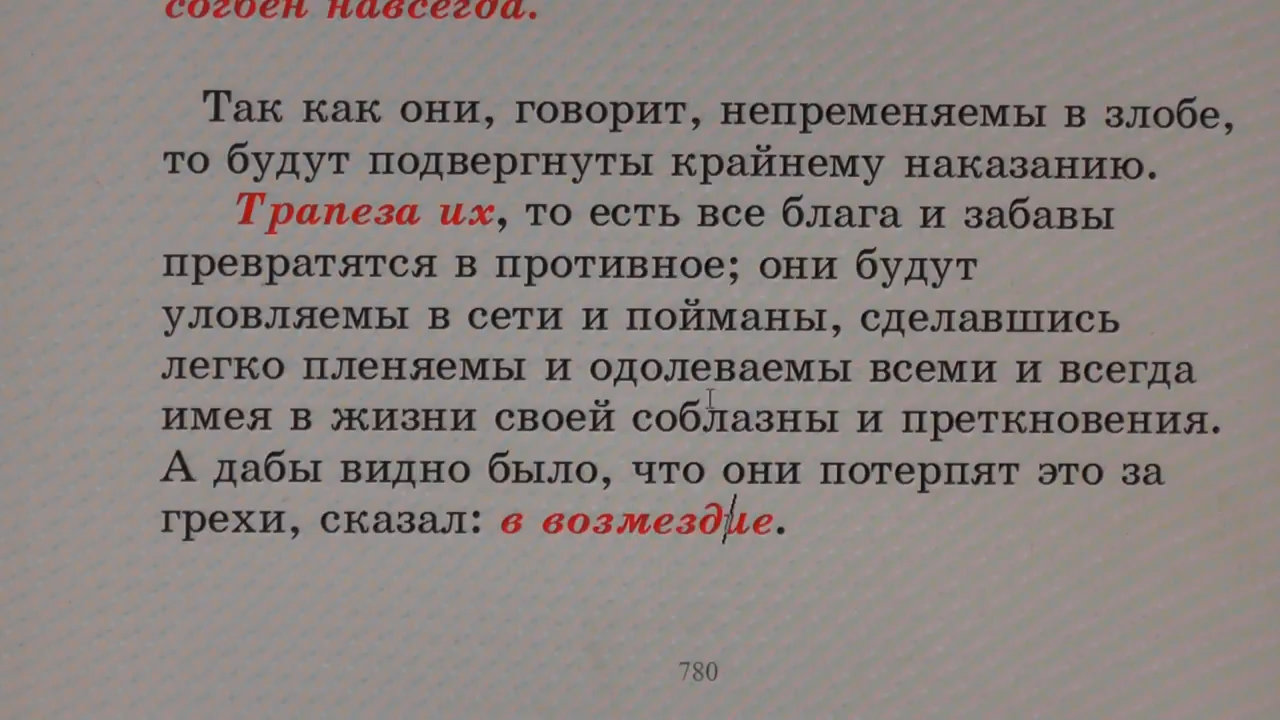 согбен навсегда.
Так как они, говорит, непременяемы в злобе,
то будут подвергнуты крайнему наказанию.
Трапеза их, то есть все блага и забавы
превратятся в противное; они будут
уловляемы в сети и пойманы, сделавшись
легко пленяемы и одолеваемы всеми и всегда
имея в жизни своей соблазны и преткновения.
А дабы видно было, что они потерпят это за
грехи, сказал: в возмездие.
780